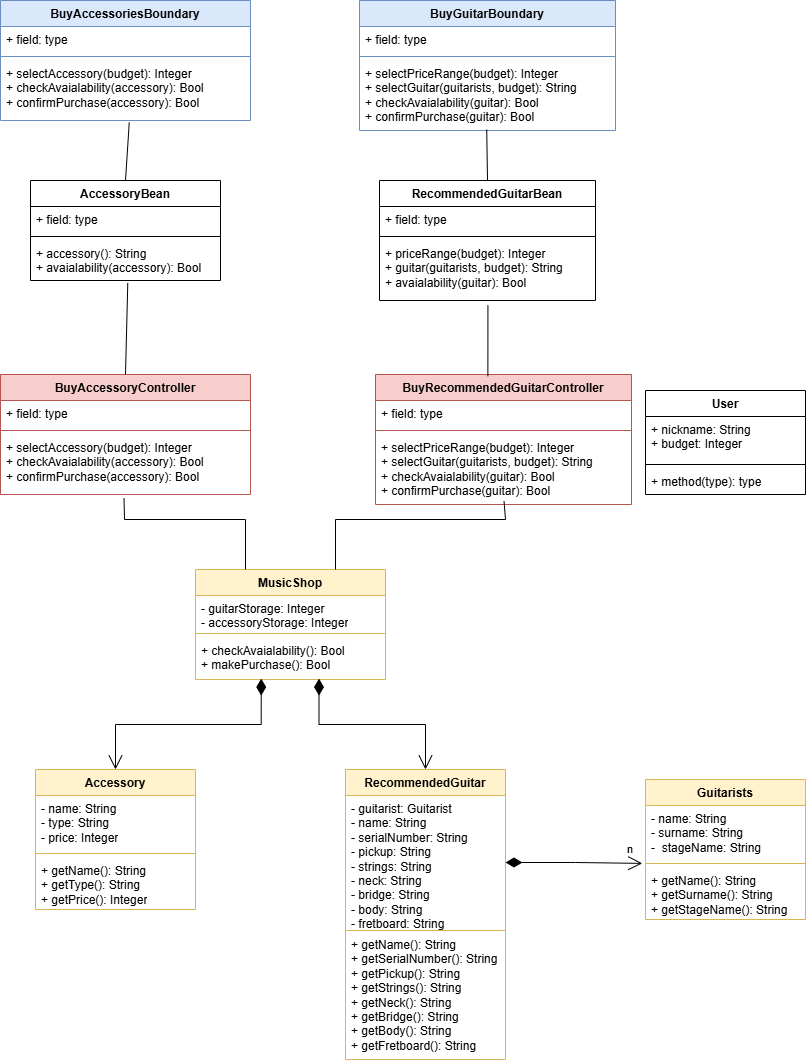 BuyAccessoriesBoundary
+ field: type
+ selectAccessory(budget): Integer
+ checkAvaialability(accessory): Bool
+ confirmPurchase(accessory): Bool
BuyGuitarBoundary
+ field: type
+ selectPriceRange(budget): Integer
+ selectGuitar(guitarists, budget): String
+ checkAvaialability(guitar): Bool
+ confirmPurchase(guitar): Bool
AccessoryBean
+ field: type
+ accessory(): String
+ avaialability(accessory): Bool
RecommendedGuitarBean
+ field: type
+ priceRange(budget): Integer
+ guitar(guitarists, budget): String
+ avaialability(guitar): Bool
BuyAccessoryController
+ field: type
+ selectAccessory(budget): Integer
+ checkAvaialability(accessory): Bool
+ confirmPurchase(accessory): Bool
BuyRecommendedGuitarController
+ field: type
+ selectPriceRange(budget): Integer
+ selectGuitar(guitarists, budget): String
+ checkAvaialability(guitar): Bool
+ confirmPurchase(guitar): Bool
User
+ nickname: String
+ budget: Integer
+ method(type): type
MusicShop
- guitarStorage: Integer
- accessoryStorage: Integer
+ checkAvaialability(): Bool
+ makePurchase(): Bool
Accessory
- name: String
- type: String
- price: Integer
+ getName(): String
+ getType(): String
+ getPrice(): Integer
RecommendedGuitar
- guitarist: Guitarist
- name: String
- serialNumber: String
- pickup: String
- strings: String
- neck: String
- bridge: String
- body: String
- fretboard: String
+ getName(): String
+ getSerialNumber(): String
+ getPickup(): String
+ getStrings(): String
+ getNeck(): String
+ getBridge(): String
+ getBody(): String
+ getFretboard(): String
n
Guitarists
- name: String
- surname: String
- stageName: String
+ getName(): String
+ getSurname(): String
+ getStageName(): String